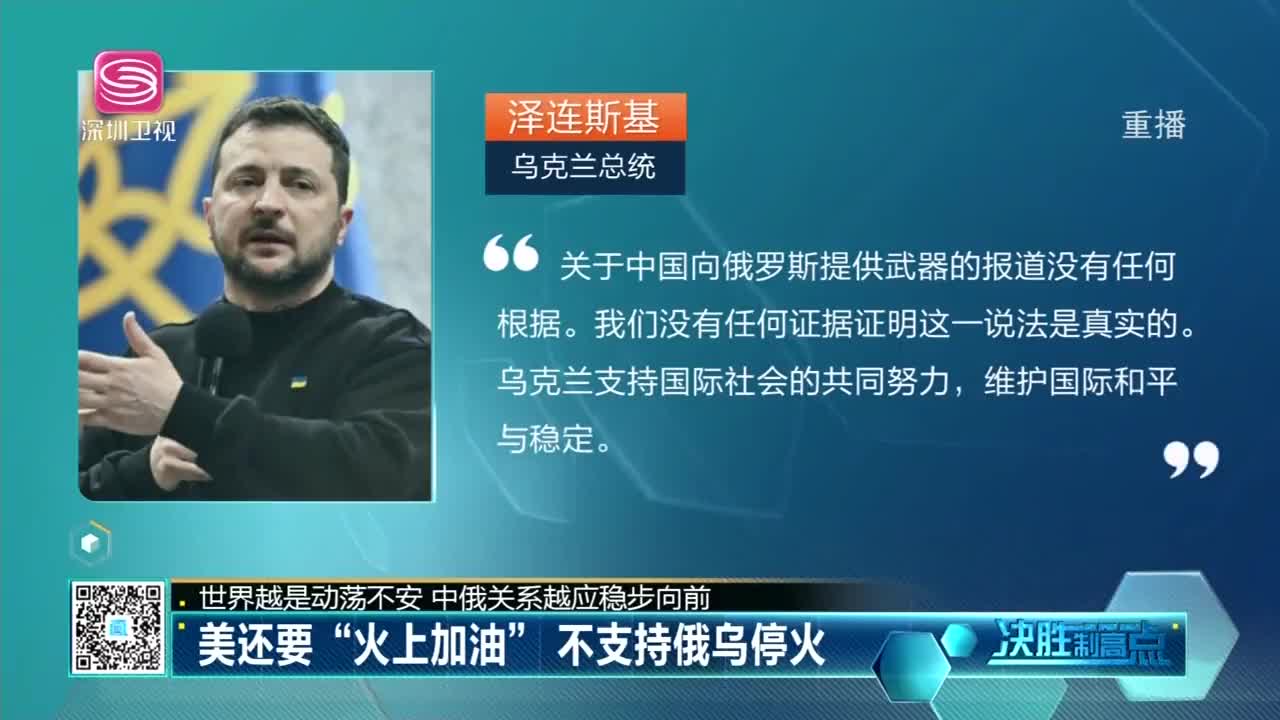 深圳卫视
泽连斯基
乌克兰总统
重播
“关于中国向俄罗斯提供武器的报道没有任何
根据。我们没有任何证据证明这一说法是真实的。
乌克兰支持国际社会的共同努力，维护国际和平
与稳定。”
世界越是动荡不安 中俄关系越应稳步向前
美还要“火上加油” 不支持俄乌停火
决胜制高点